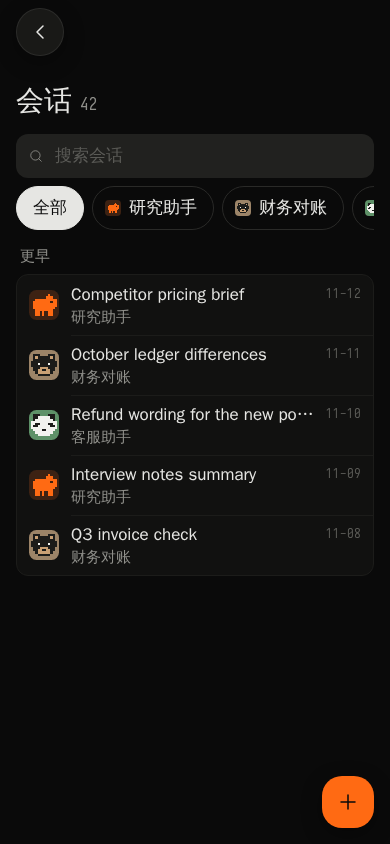 会话 42
搜索会话
全部 研究助手 财务对账
更早
Competitor pricing brief 11-12
研究助手
October ledger differences 11-11
财务对账
Refund wording for the new po… 11-10
客服助手
Interview notes summary 11-09
研究助手
Q3 invoice check 11-08
财务对账